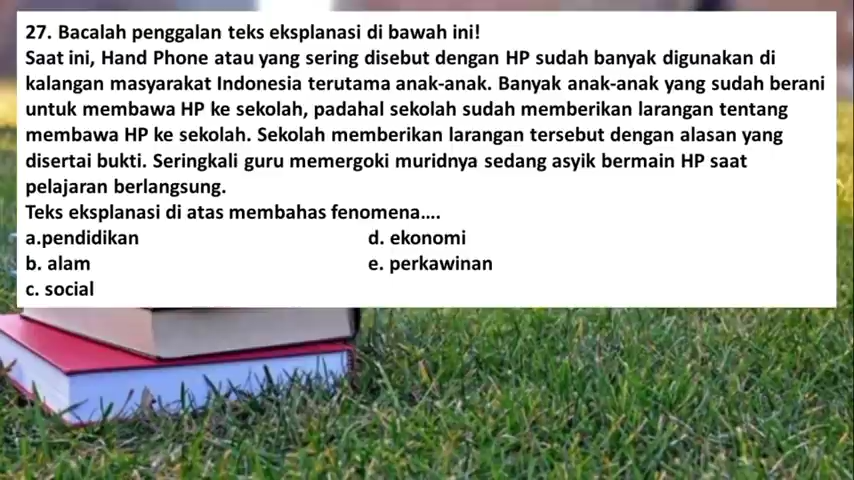 27. Bacalah penggalan teks eksplanasi di bawah ini!
Saat ini, Hand Phone atau yang sering disebut dengan HP sudah banyak digunakan di
kalangan masyarakat Indonesia terutama anak-anak. Banyak anak-anak yang sudah berani
untuk membawa HP ke sekolah, padahal sekolah sudah memberikan larangan tentang
membawa HP ke sekolah. Sekolah memberikan larangan tersebut dengan alasan yang
disertai bukti. Seringkali guru memergoki muridnya sedang asyik bermain HP saat
pelajaran berlangsung.
Teks eksplanasi di atas membahas fenomena....
a.pendidikan
d. ekonomi
b. alam
e. perkawinan
c. social